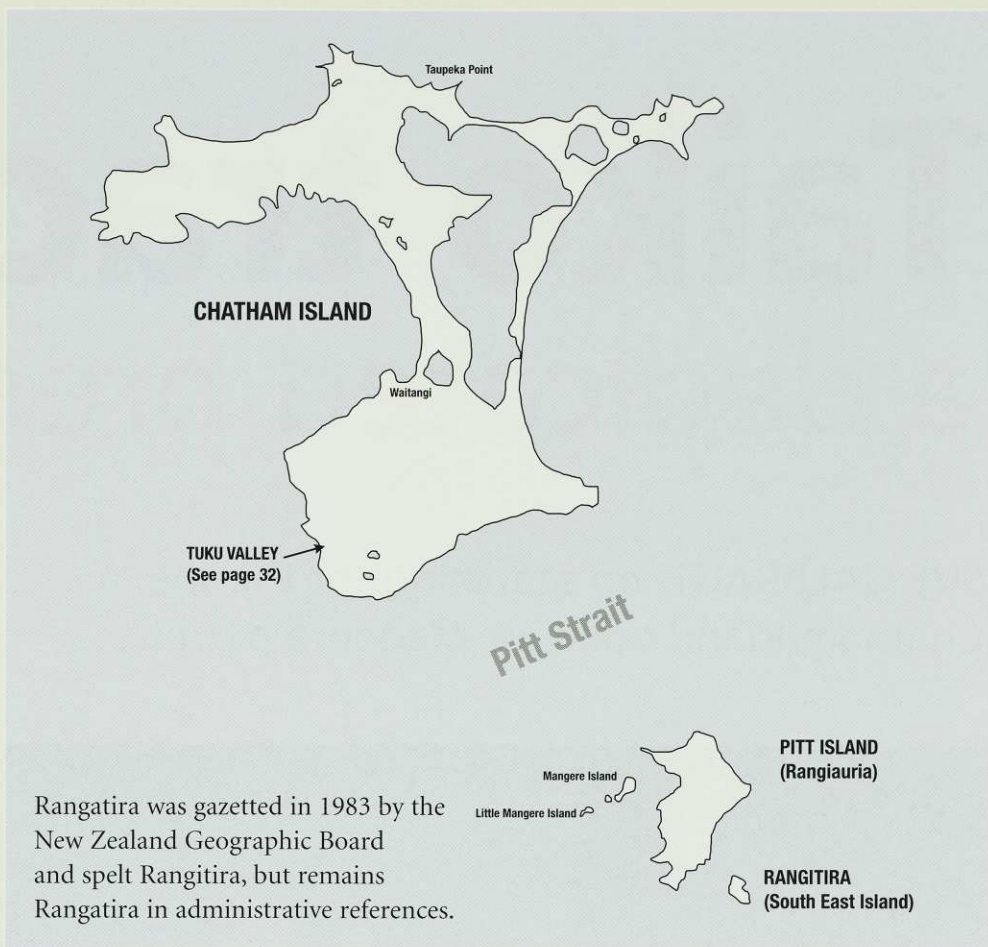 Taupeka Point
CHATHAM ISLAND
Waitangi
TUKU VALLEY
(See page 32)
Pitt Strait
PITT ISLAND
(Rangiauria)
Mangere Island
Little Mangere Island
RANGITIRA
(South East Island)
Rangatira was gazetted in 1983 by the
New Zealand Geographic Board
and spelt Rangitira, but remains
Rangatira in administrative references.